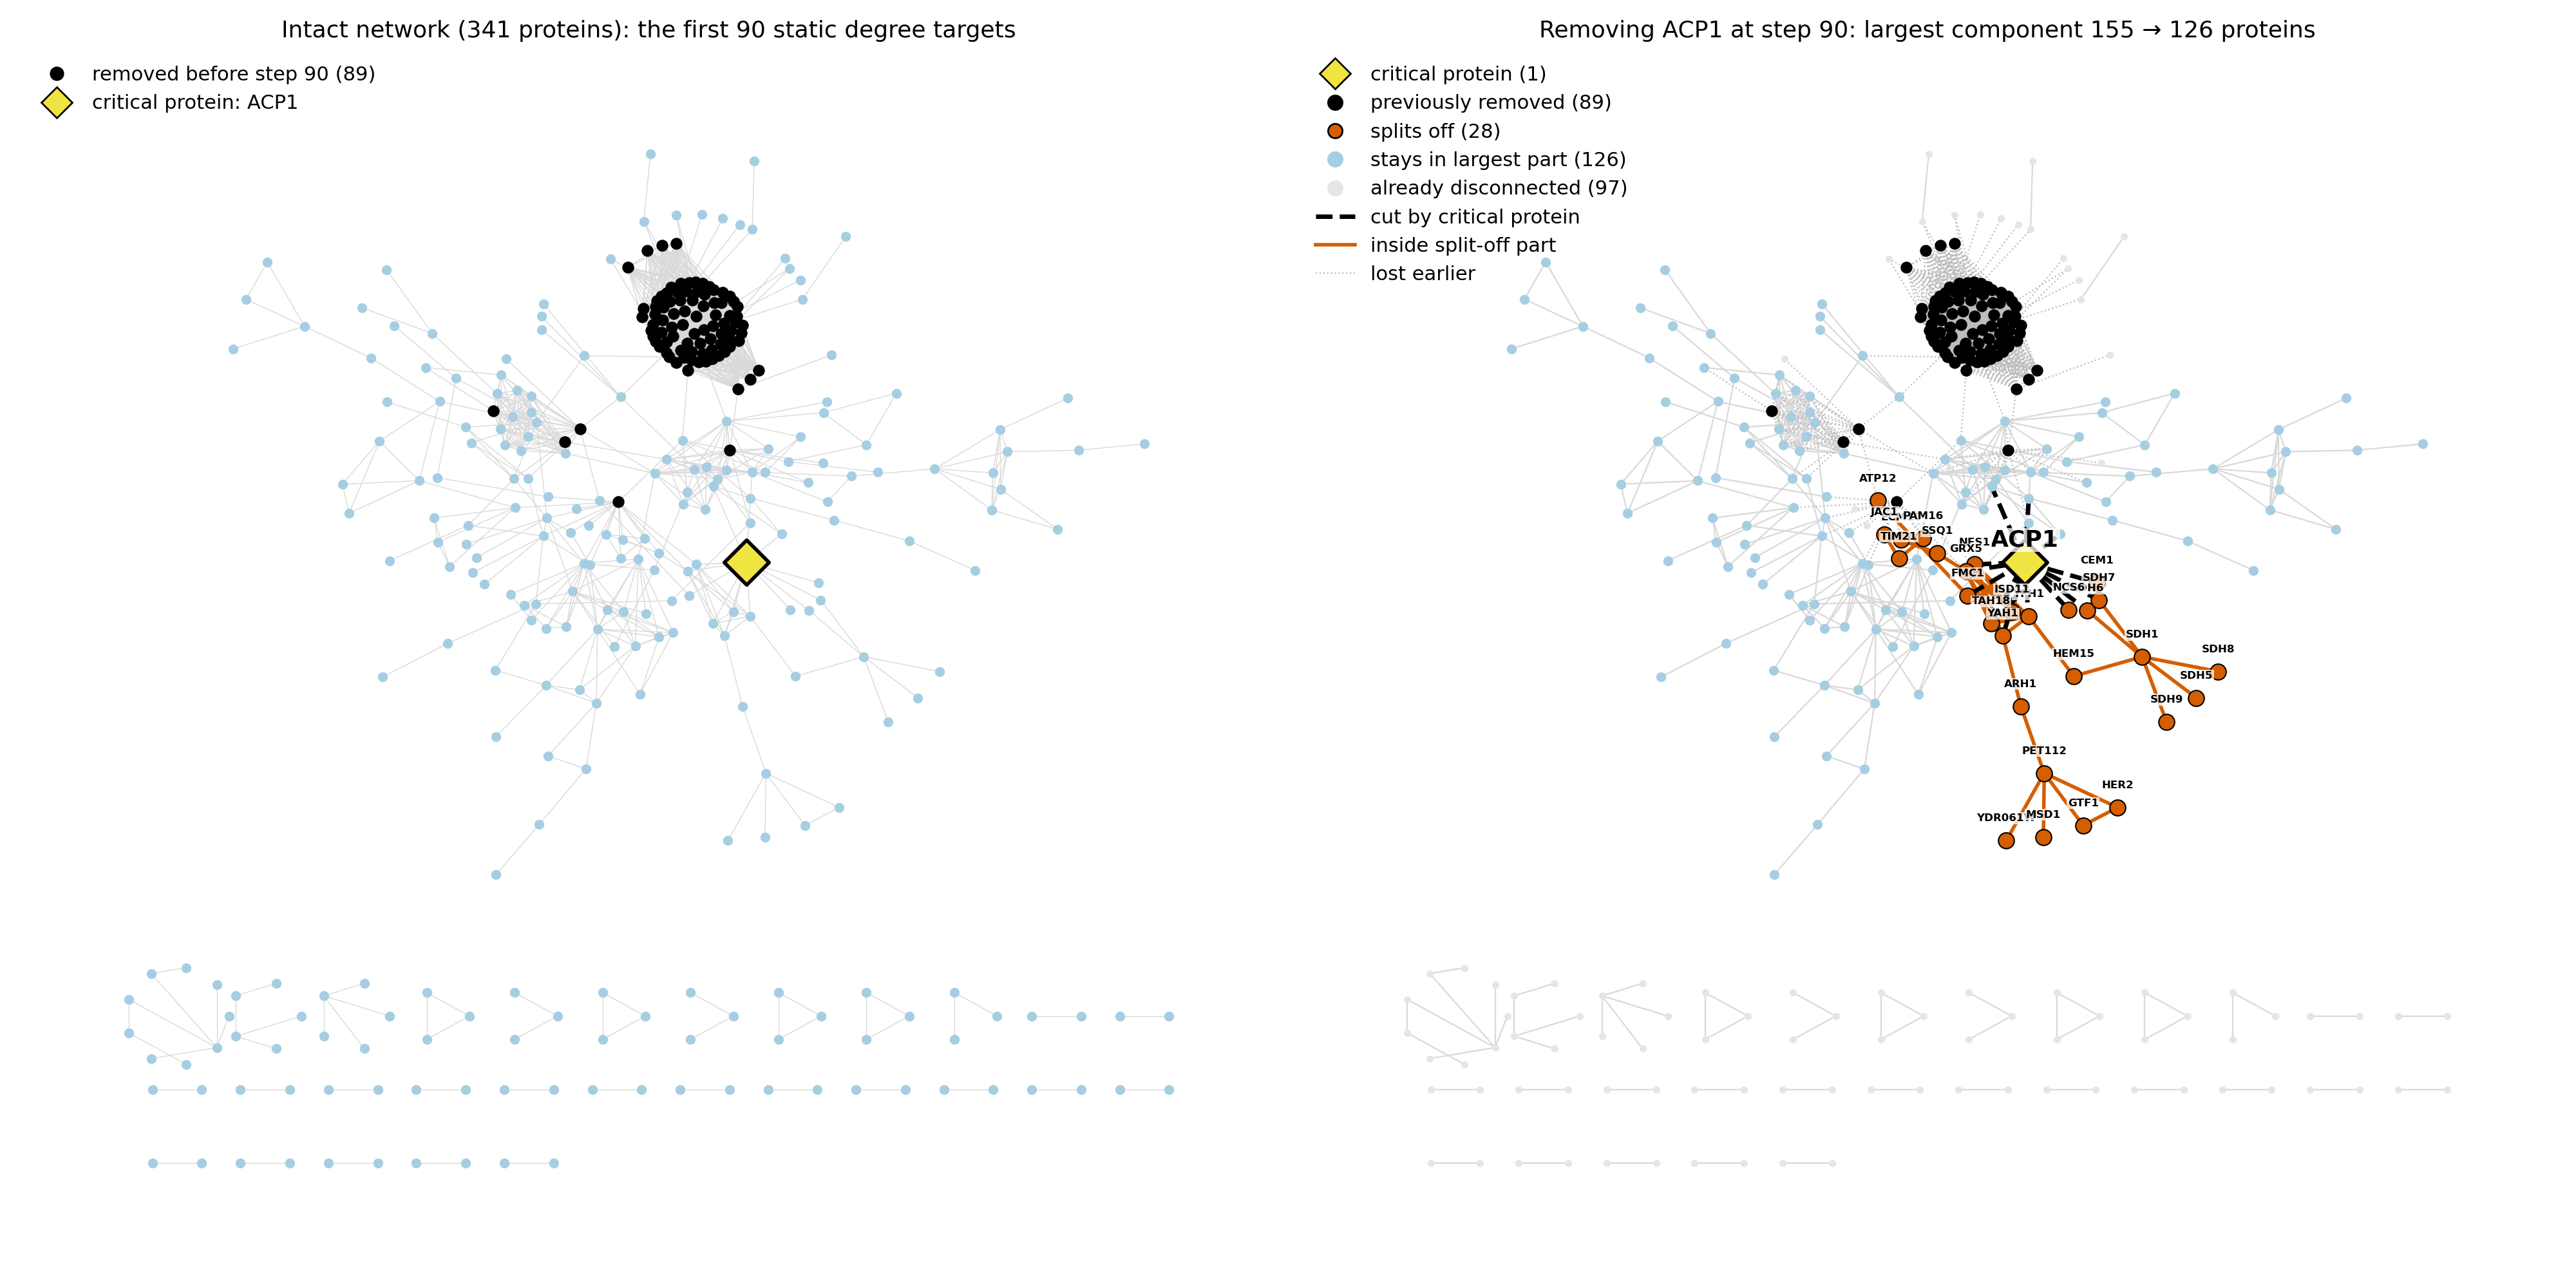 Intact network (341 proteins): the first 90 static degree targets
removed before step 90 (89)
critical protein: ACP1
Removing ACP1 at step 90: largest component 155 → 126 proteins
critical protein (1)
previously removed (89)
splits off (28)
stays in largest part (126)
already disconnected (97)
cut by critical protein
inside split-off part
lost earlier
ATP12
JAC1
PAM16
SSQ1
TIM21
NFS1
ACP1
GRX5
CEM1
FMC1
SDH7
ISD11
NCS6
TAH18
YAH1
SDH1
HEM15
SDH8
SDH5
ARH1
SDH9
PET112
HER2
GTF1
MSD1